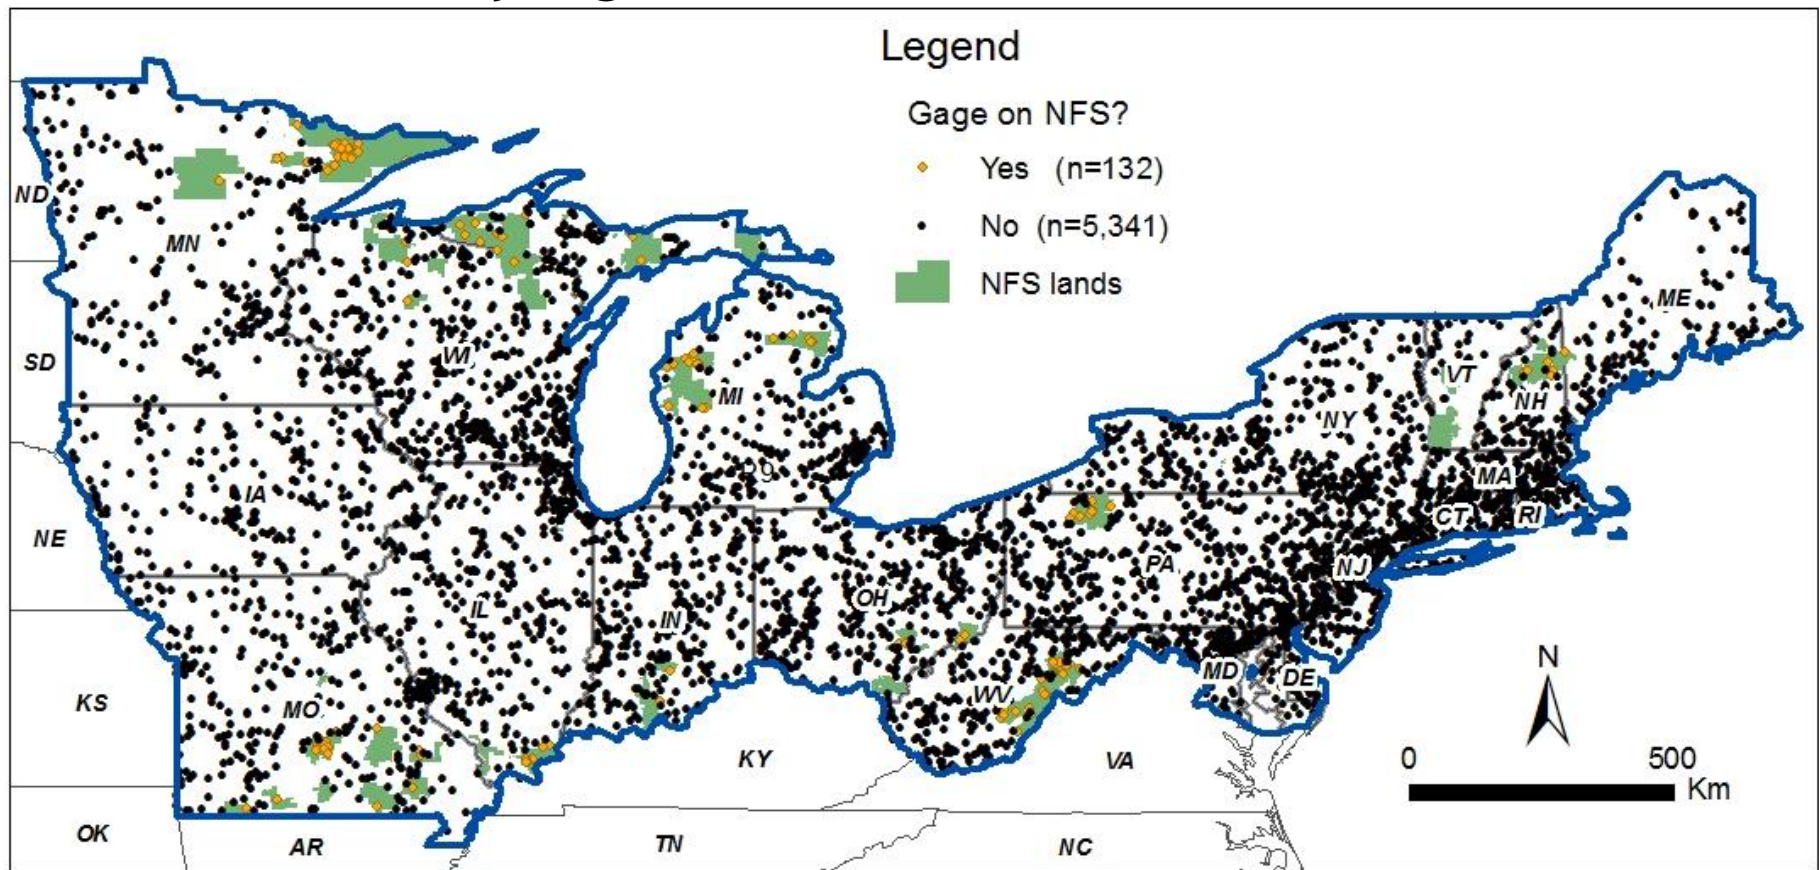 Legend
Gage on NFS?
Yes (n=132)
No (n=5,341)
NFS lands
ND
MN
ME
SD
WI
MI
VT
NH
NY
R9
IA
MA
CT
RI
NE
PA
NJ
IL
IN
OH
MD
DE
N
KS
MO
WV
KY
VA
0 500
Km
OK
AR
TN
NC